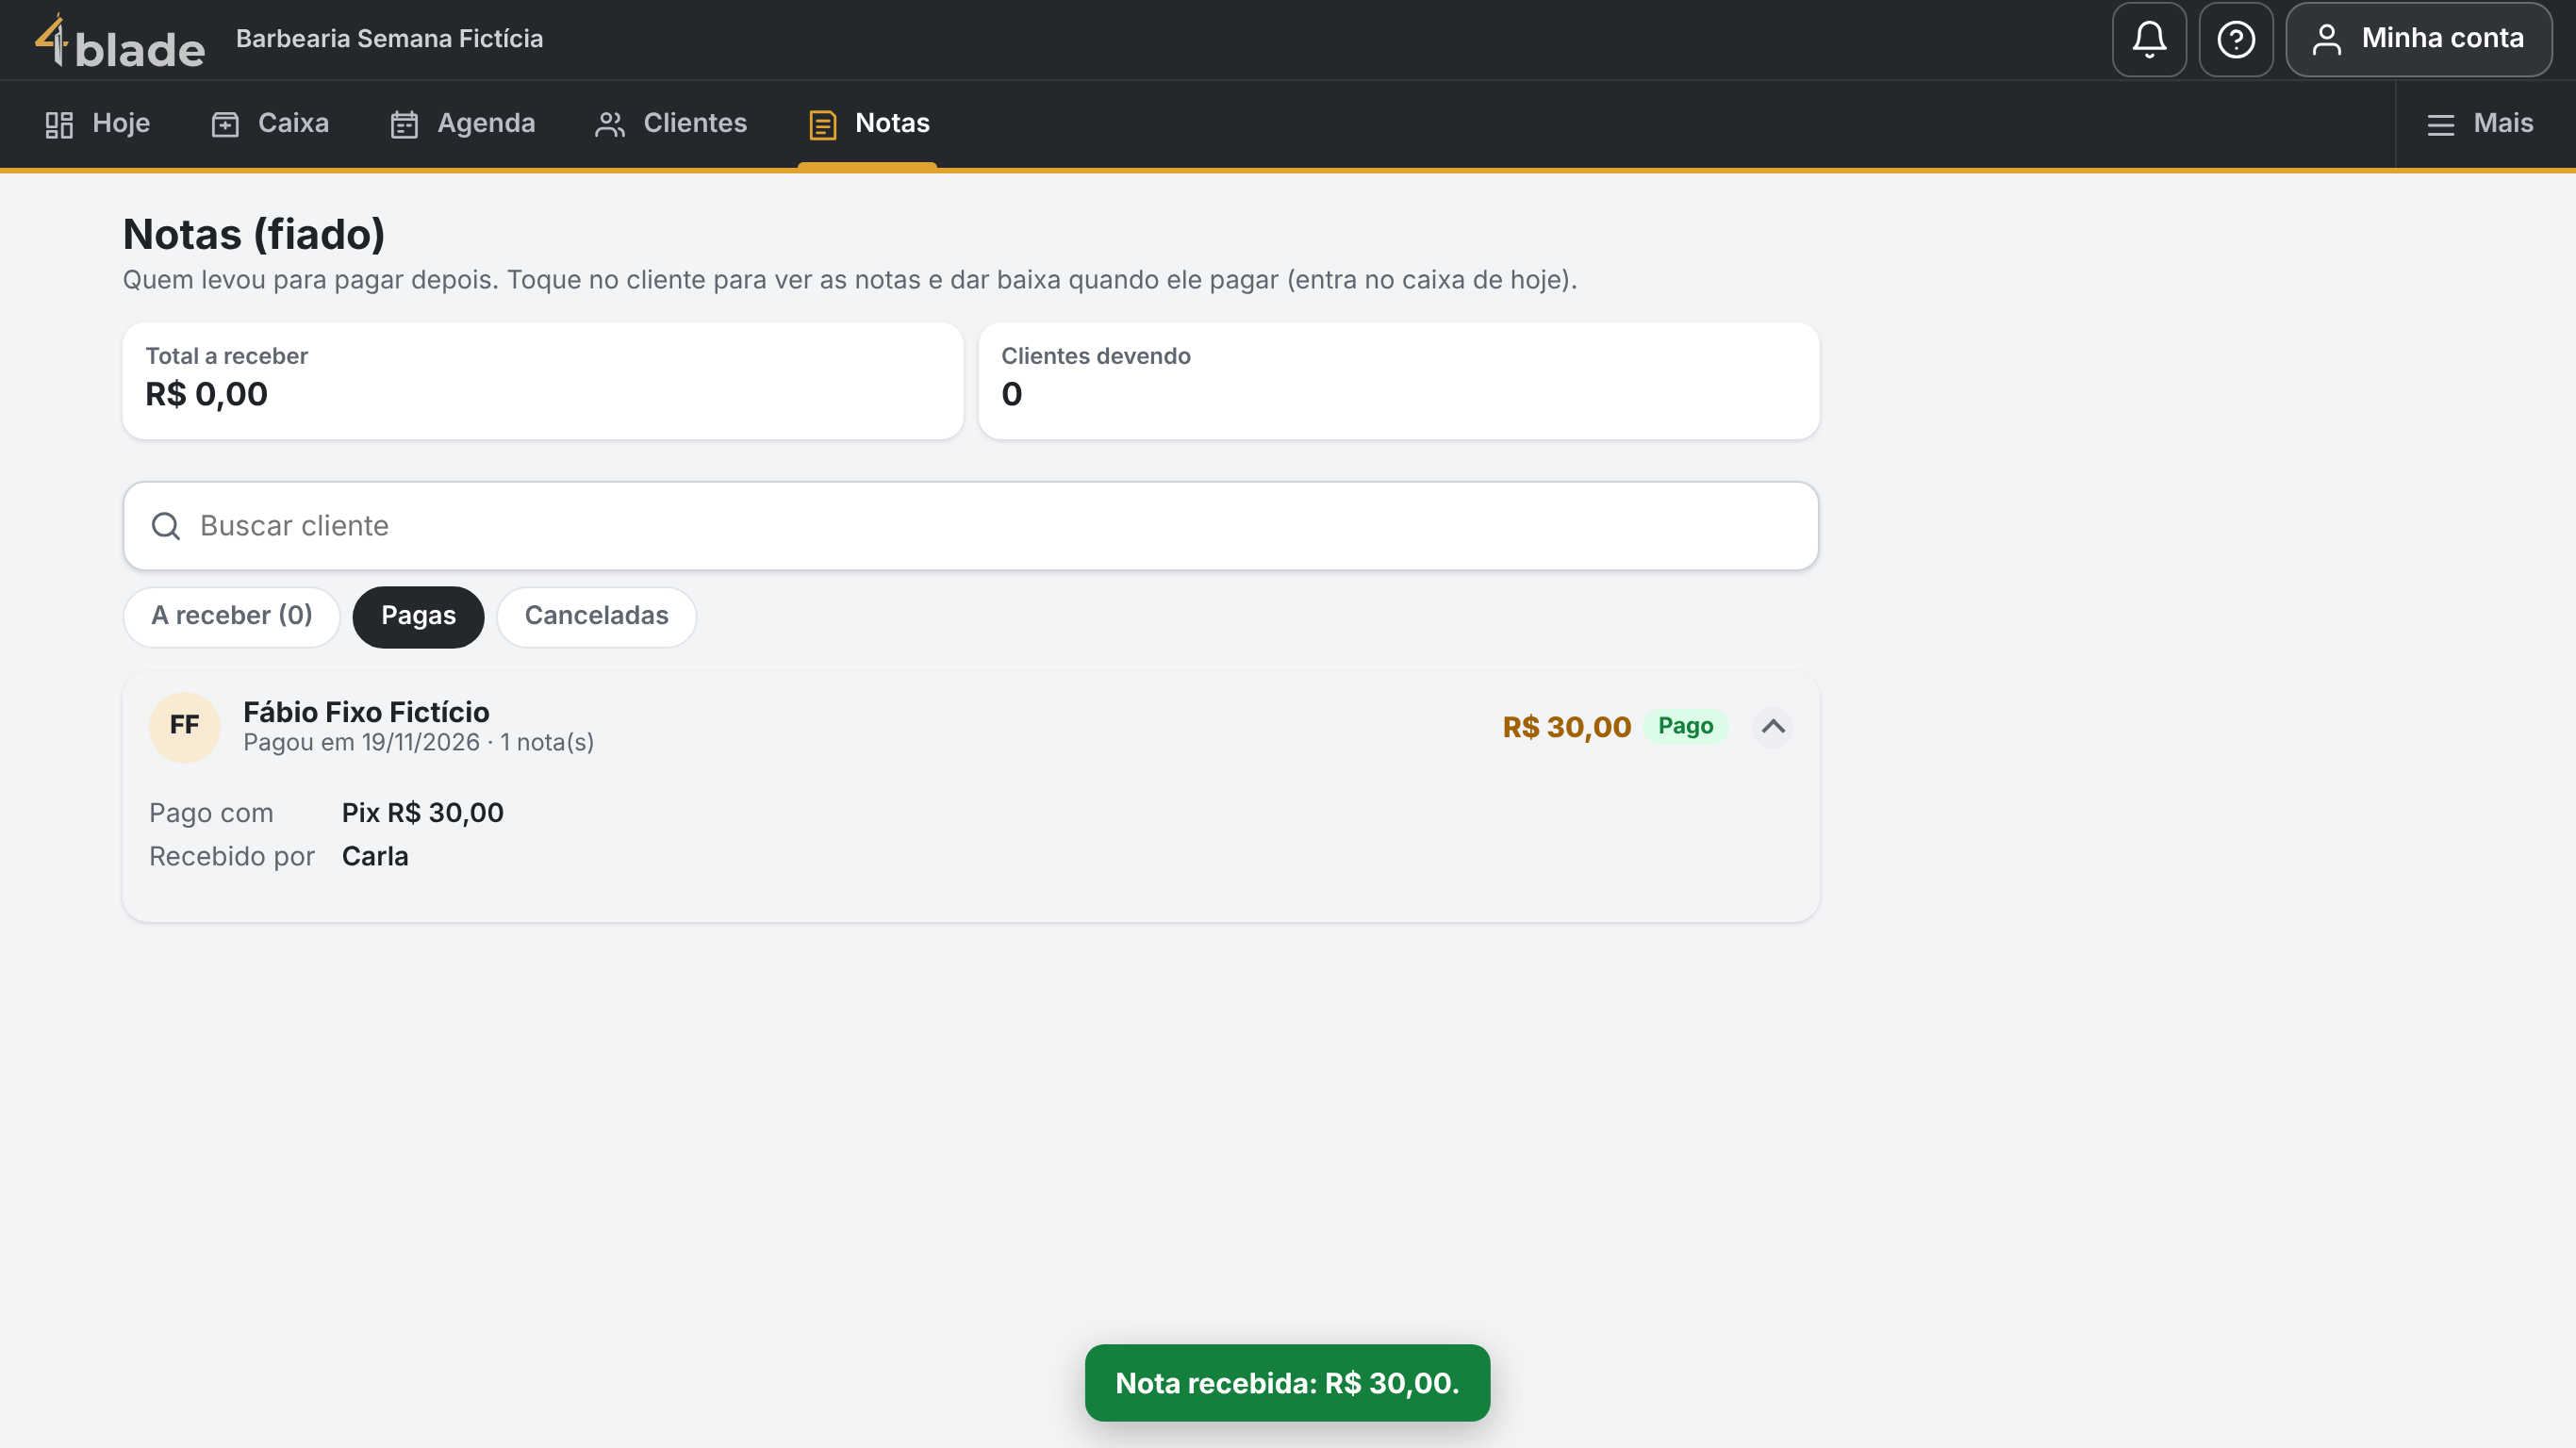 4blade
Barbearia Semana Fictícia
Minha conta
Hoje
Caixa
Agenda
Clientes
Notas
Mais
Notas (fiado)
Quem levou para pagar depois. Toque no cliente para ver as notas e dar baixa quando ele pagar (entra no caixa de hoje).
Total a receber
R$ 0,00
Clientes devendo
0
Buscar cliente
A receber (0)
Pagas
Canceladas
FF
Fábio Fixo Fictício
Pagou em 19/11/2026 · 1 nota(s)
R$ 30,00
Pago
Pago com Pix R$ 30,00
Recebido por Carla
Nota recebida: R$ 30,00.